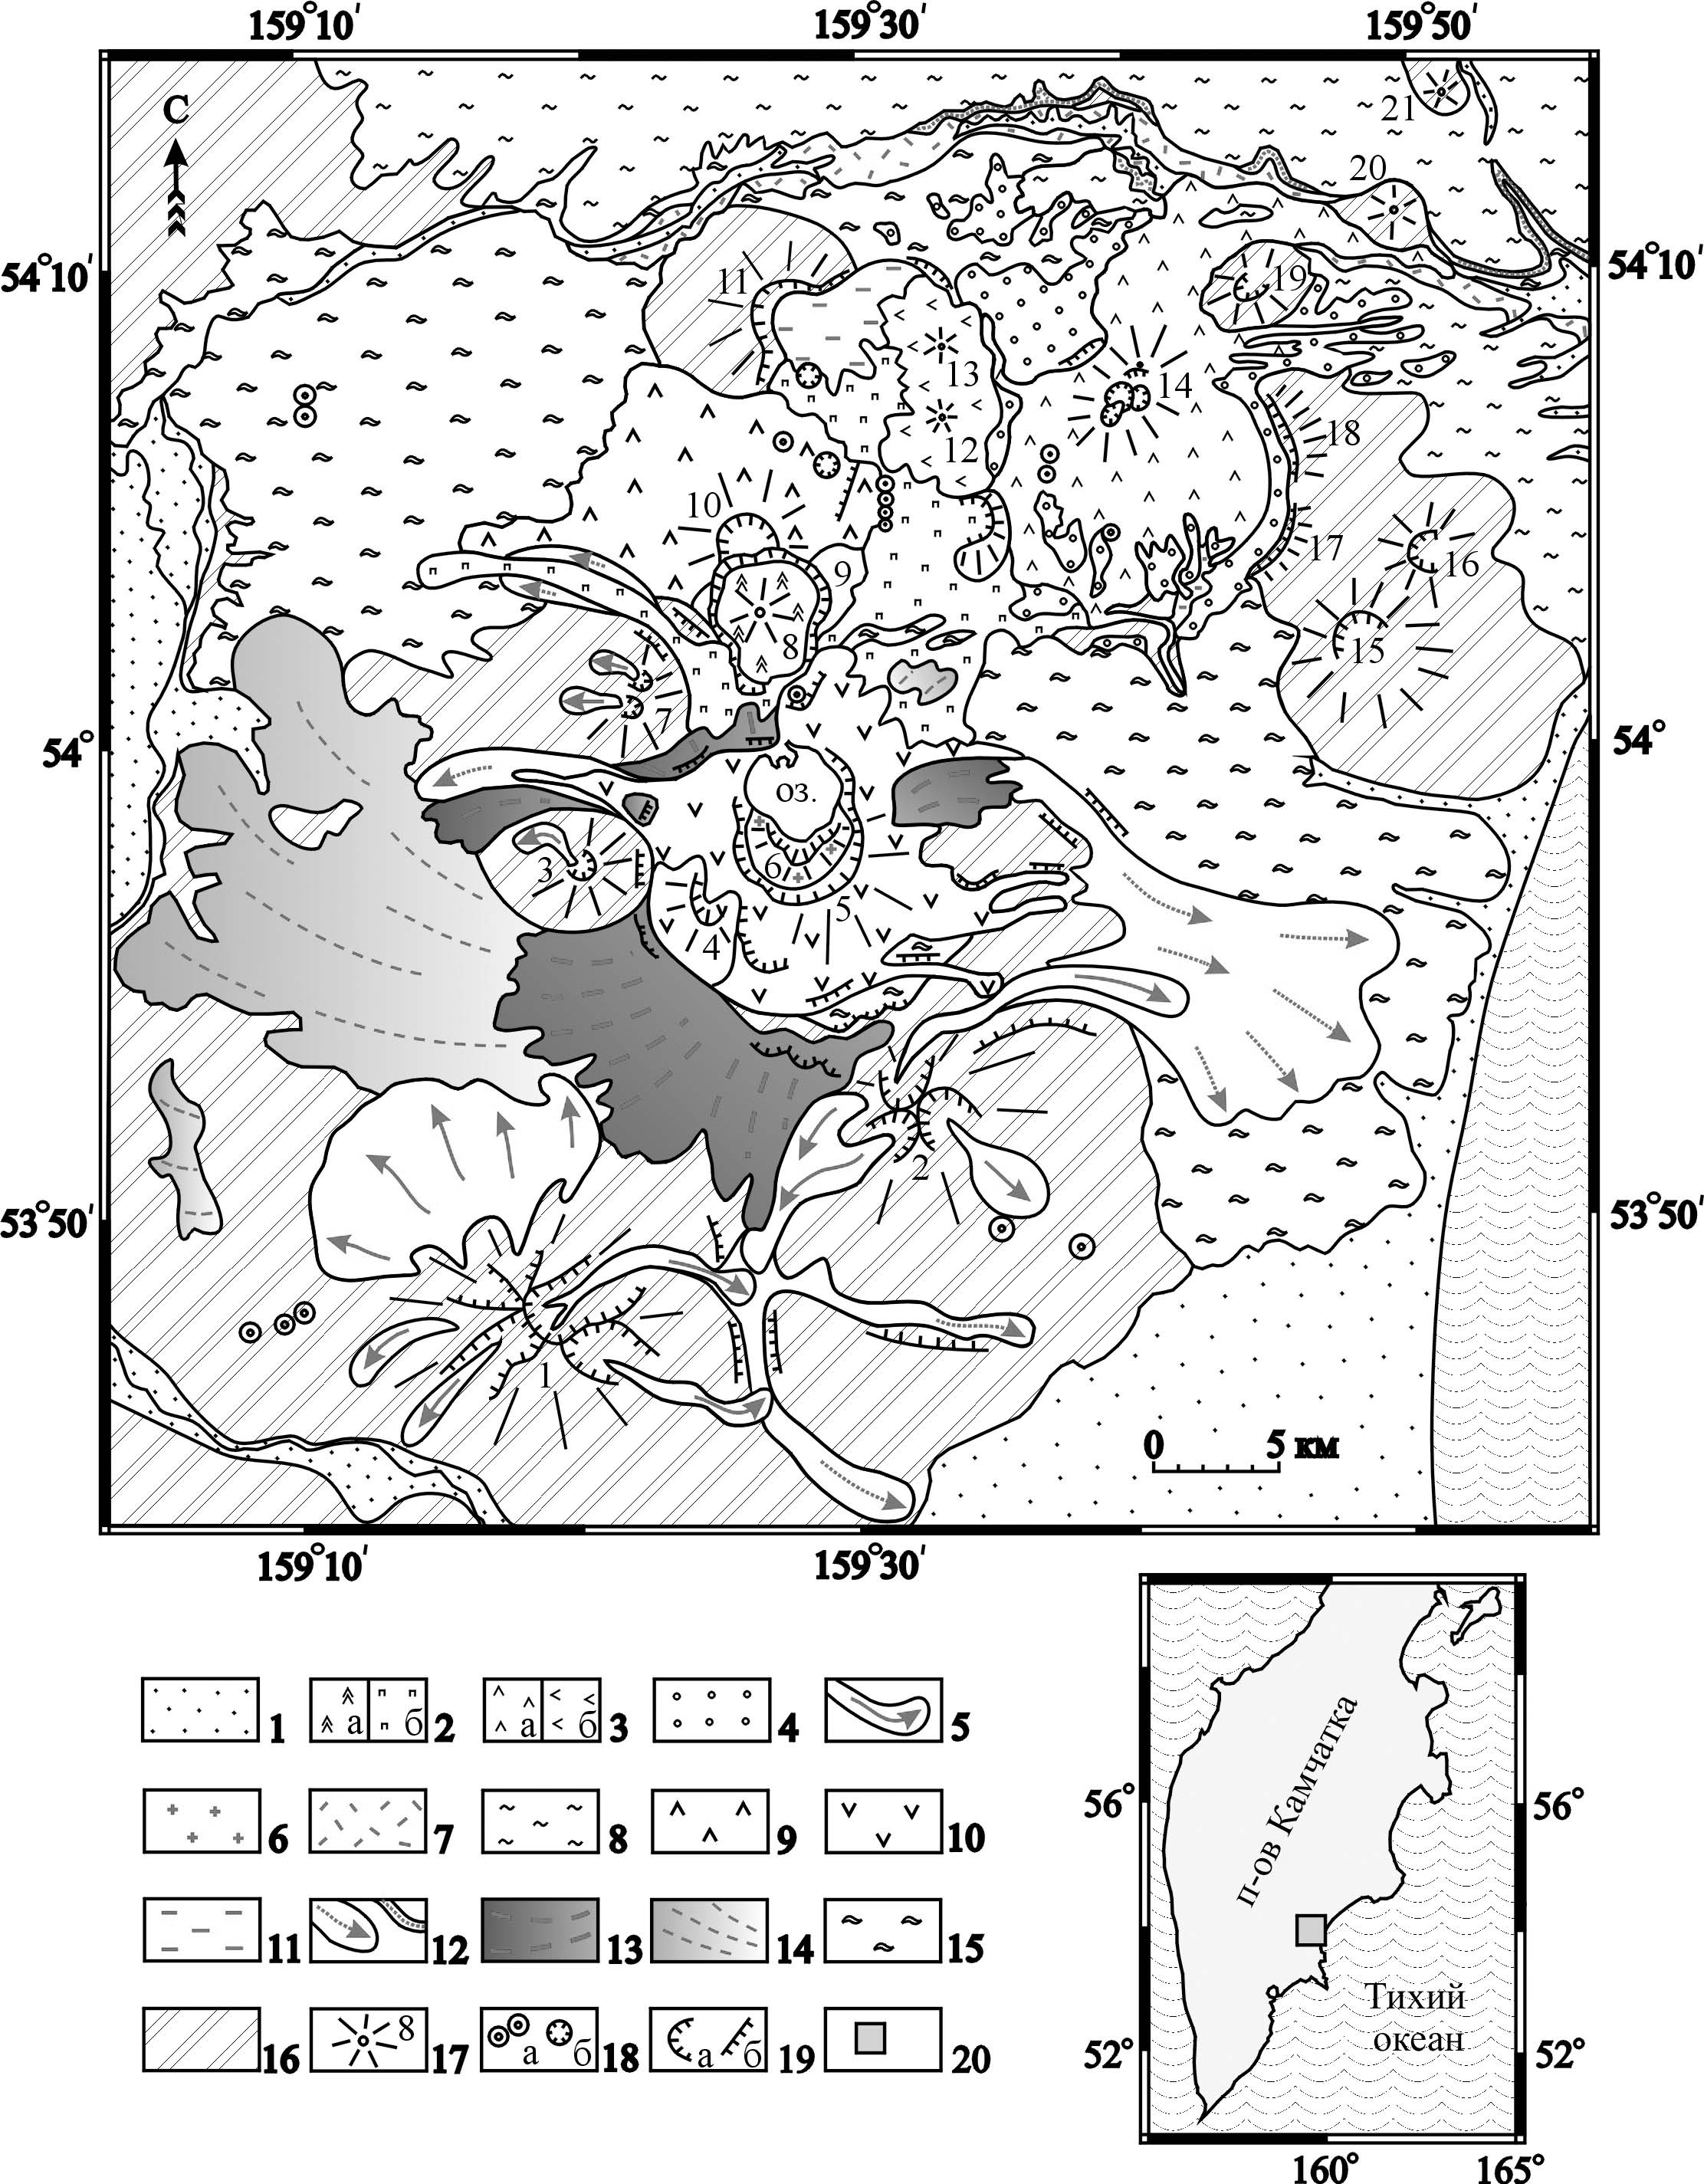 159°10' 159°30' 159°50'
С
21
20
54°10' 54°10'
11 19
13 14
12 18
10
17 16
9
8 15
7
54° 54°
оз.
3 6
5
4
2
53°50' 53°50'
1
0 5 км
159°10' 159°30'
а б 2
1 а б 3 4 5
6 7 8 9 10
11 12 13 14 15
16 8 17 а б 18 а б 19 20
п-ов Камчатка
56° 56°
Тихий
океан
52° 52°
160° 165°